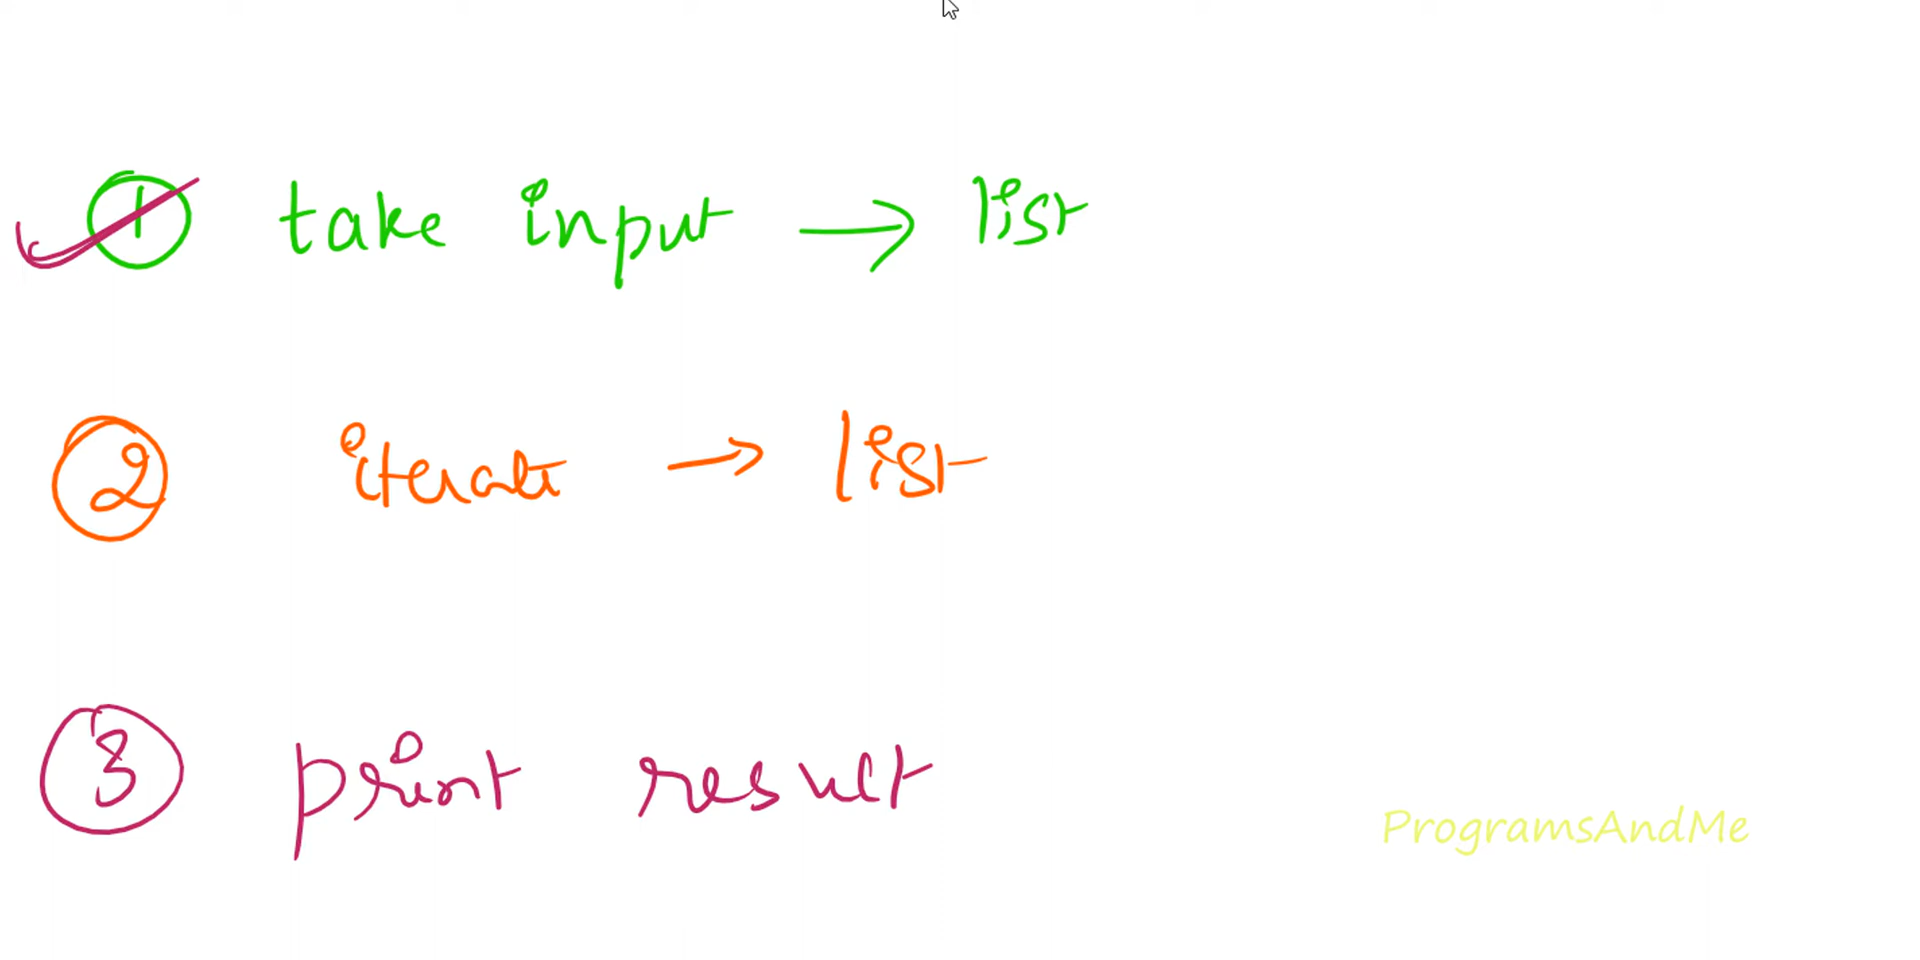 1 take input → list
2 iterate → list
3 print result
ProgramsAndMe